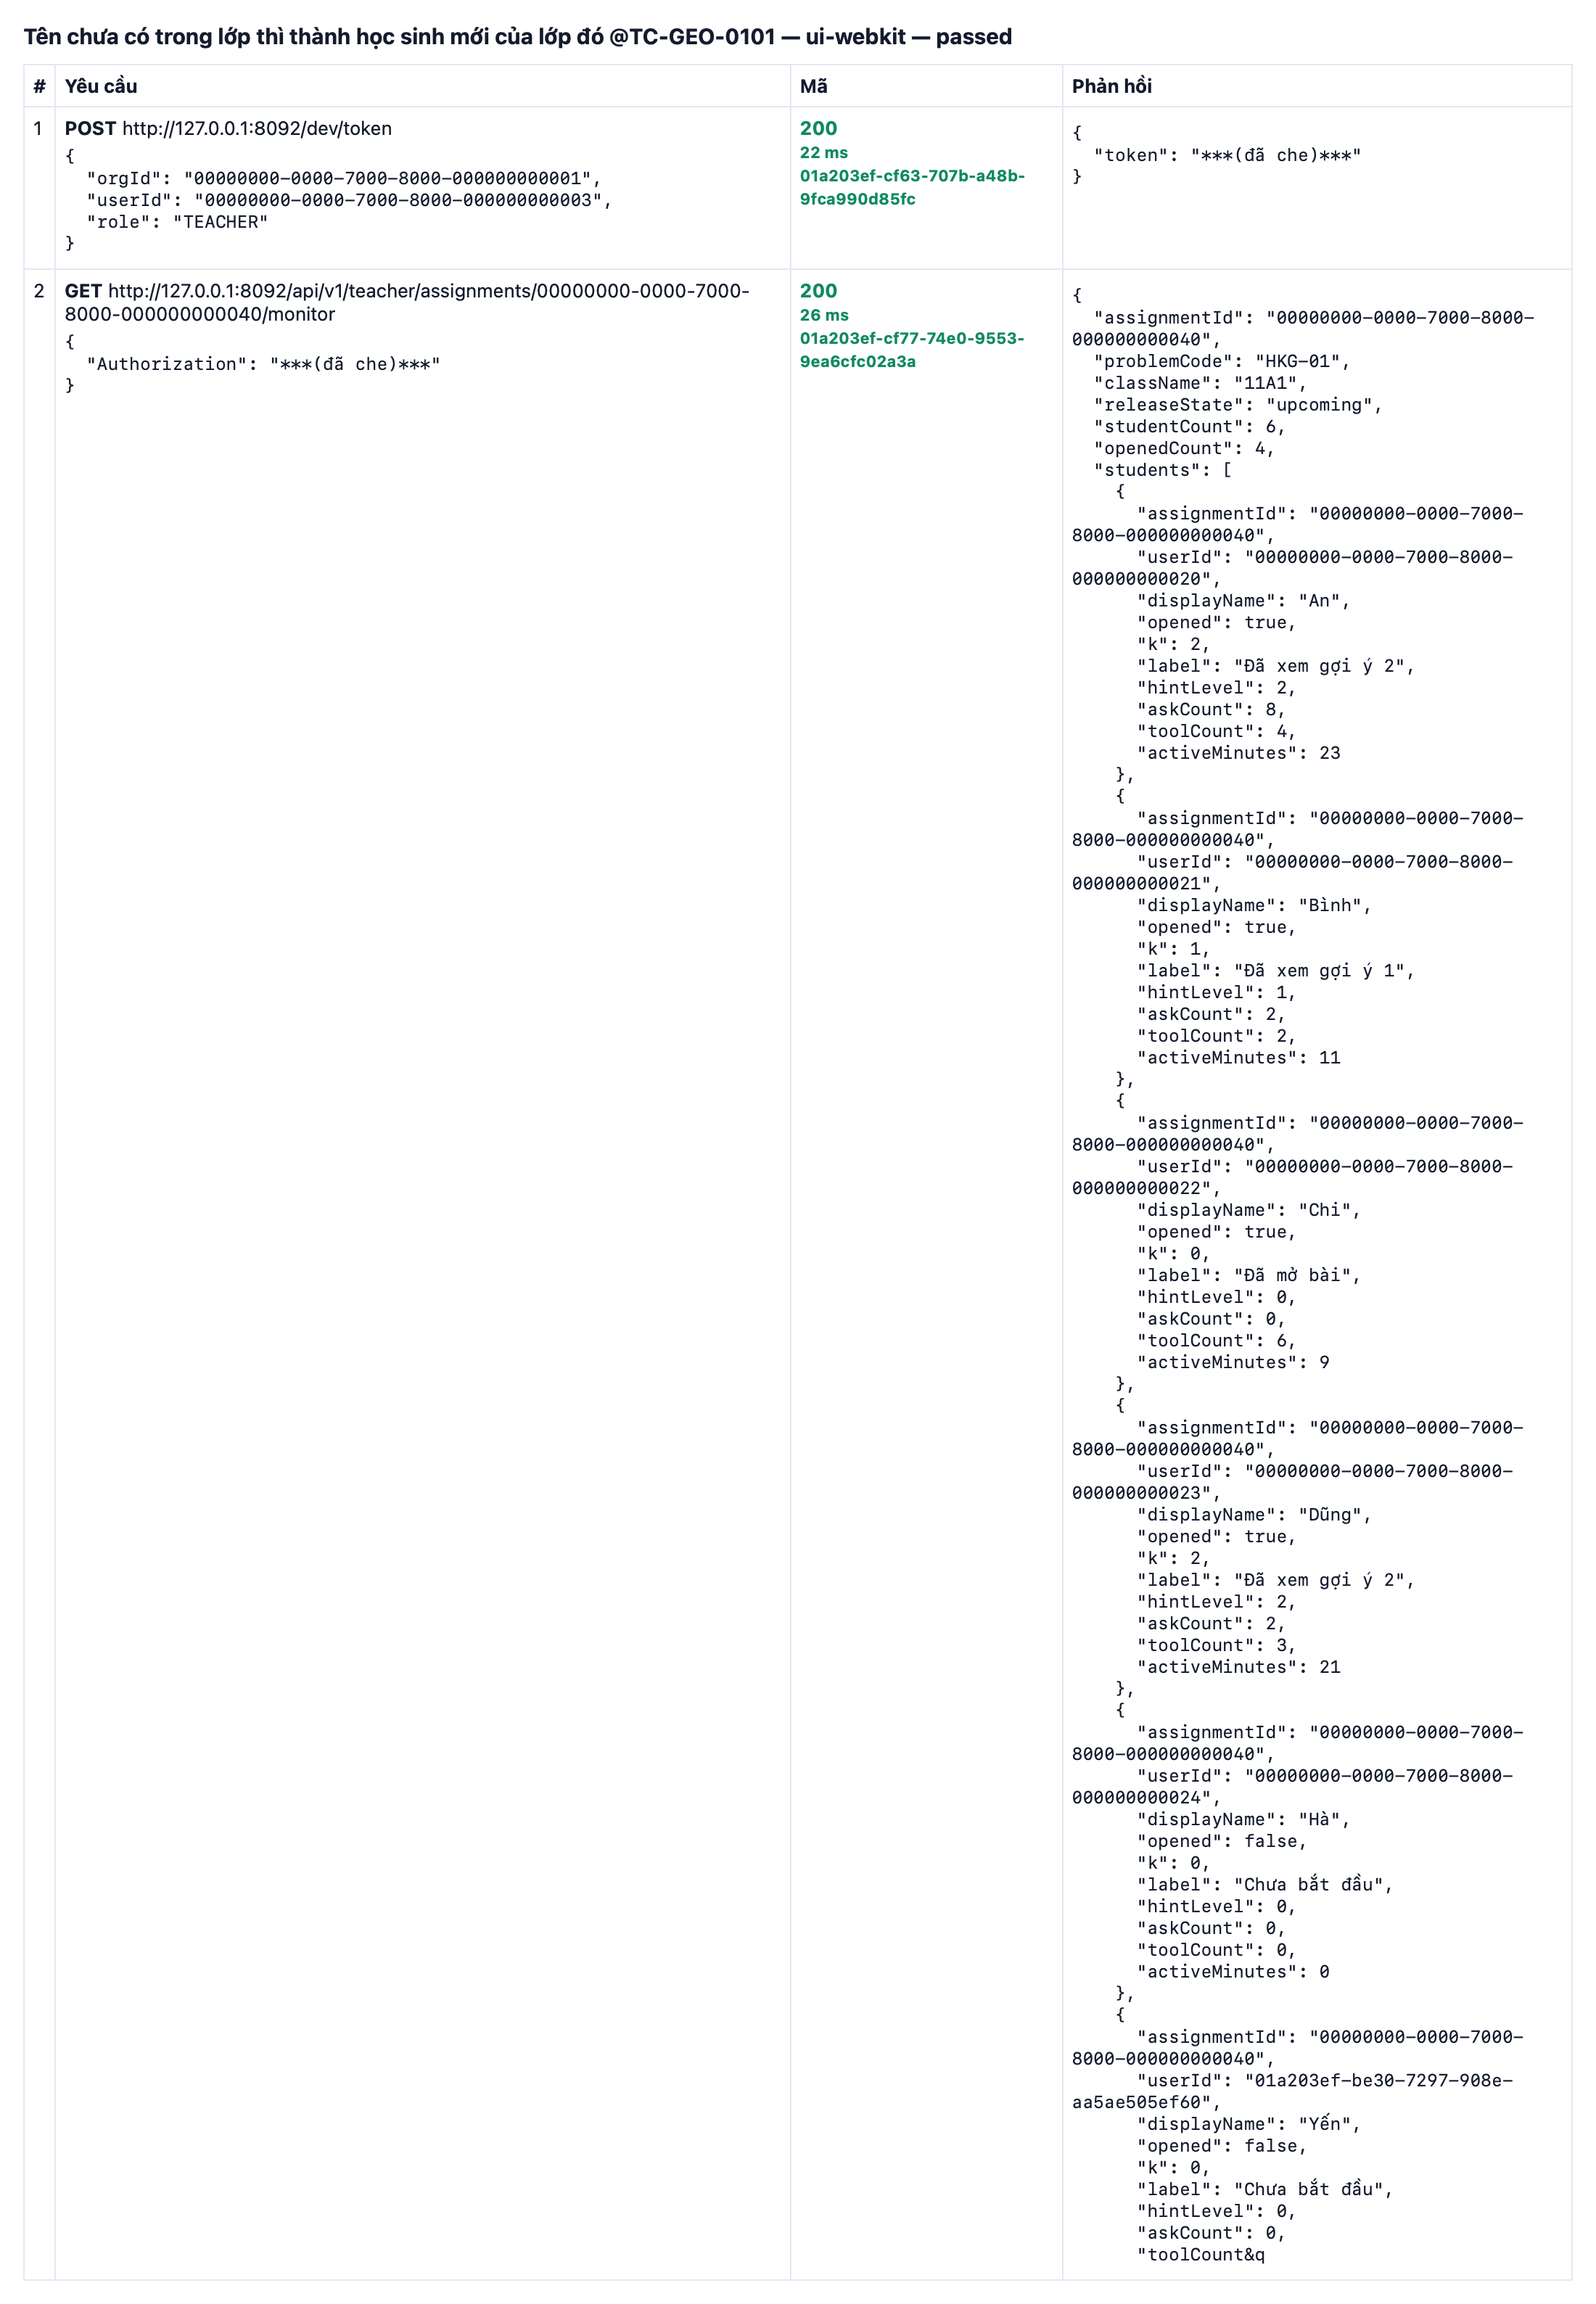 Tên chưa có trong lớp thì thành học sinh mới của lớp đó @TC-GEO-0101 — ui-webkit — passed
# Yêu cầu Mã Phản hồi
1
POST http://127.0.0.1:8092/dev/token
{
  "orgId": "00000000-0000-7000-8000-000000000001",
  "userId": "00000000-0000-7000-8000-000000000003",
  "role": "TEACHER"
}
200
22 ms
01a203ef-cf63-707b-a48b-
9fca990d85fc
{
  "token": "***(đã che)***"
}
2
GET http://127.0.0.1:8092/api/v1/teacher/assignments/00000000-0000-7000-
8000-000000000040/monitor
{
  "Authorization": "***(đã che)***"
}
200
26 ms
01a203ef-cf77-74e0-9553-
9ea6cfc02a3a
{
  "assignmentId": "00000000-0000-7000-8000-
000000000040",
  "problemCode": "HKG-01",
  "className": "11A1",
  "releaseState": "upcoming",
  "studentCount": 6,
  "openedCount": 4,
  "students": [
    {
      "assignmentId": "00000000-0000-7000-
8000-000000000040",
      "userId": "00000000-0000-7000-8000-
000000000020",
      "displayName": "An",
      "opened": true,
      "k": 2,
      "label": "Đã xem gợi ý 2",
      "hintLevel": 2,
      "askCount": 8,
      "toolCount": 4,
      "activeMinutes": 23
    },
    {
      "assignmentId": "00000000-0000-7000-
8000-000000000040",
      "userId": "00000000-0000-7000-8000-
000000000021",
      "displayName": "Bình",
      "opened": true,
      "k": 1,
      "label": "Đã xem gợi ý 1",
      "hintLevel": 1,
      "askCount": 2,
      "toolCount": 2,
      "activeMinutes": 11
    },
    {
      "assignmentId": "00000000-0000-7000-
8000-000000000040",
      "userId": "00000000-0000-7000-8000-
000000000022",
      "displayName": "Chi",
      "opened": true,
      "k": 0,
      "label": "Đã mở bài",
      "hintLevel": 0,
      "askCount": 0,
      "toolCount": 6,
      "activeMinutes": 9
    },
    {
      "assignmentId": "00000000-0000-7000-
8000-000000000040",
      "userId": "00000000-0000-7000-8000-
000000000023",
      "displayName": "Dũng",
      "opened": true,
      "k": 2,
      "label": "Đã xem gợi ý 2",
      "hintLevel": 2,
      "askCount": 2,
      "toolCount": 3,
      "activeMinutes": 21
    },
    {
      "assignmentId": "00000000-0000-7000-
8000-000000000040",
      "userId": "00000000-0000-7000-8000-
000000000024",
      "displayName": "Hà",
      "opened": false,
      "k": 0,
      "label": "Chưa bắt đầu",
      "hintLevel": 0,
      "askCount": 0,
      "toolCount": 0,
      "activeMinutes": 0
    },
    {
      "assignmentId": "00000000-0000-7000-
8000-000000000040",
      "userId": "01a203ef-be30-7297-908e-
aa5ae505ef60",
      "displayName": "Yến",
      "opened": false,
      "k": 0,
      "label": "Chưa bắt đầu",
      "hintLevel": 0,
      "askCount": 0,
      "toolCount&q